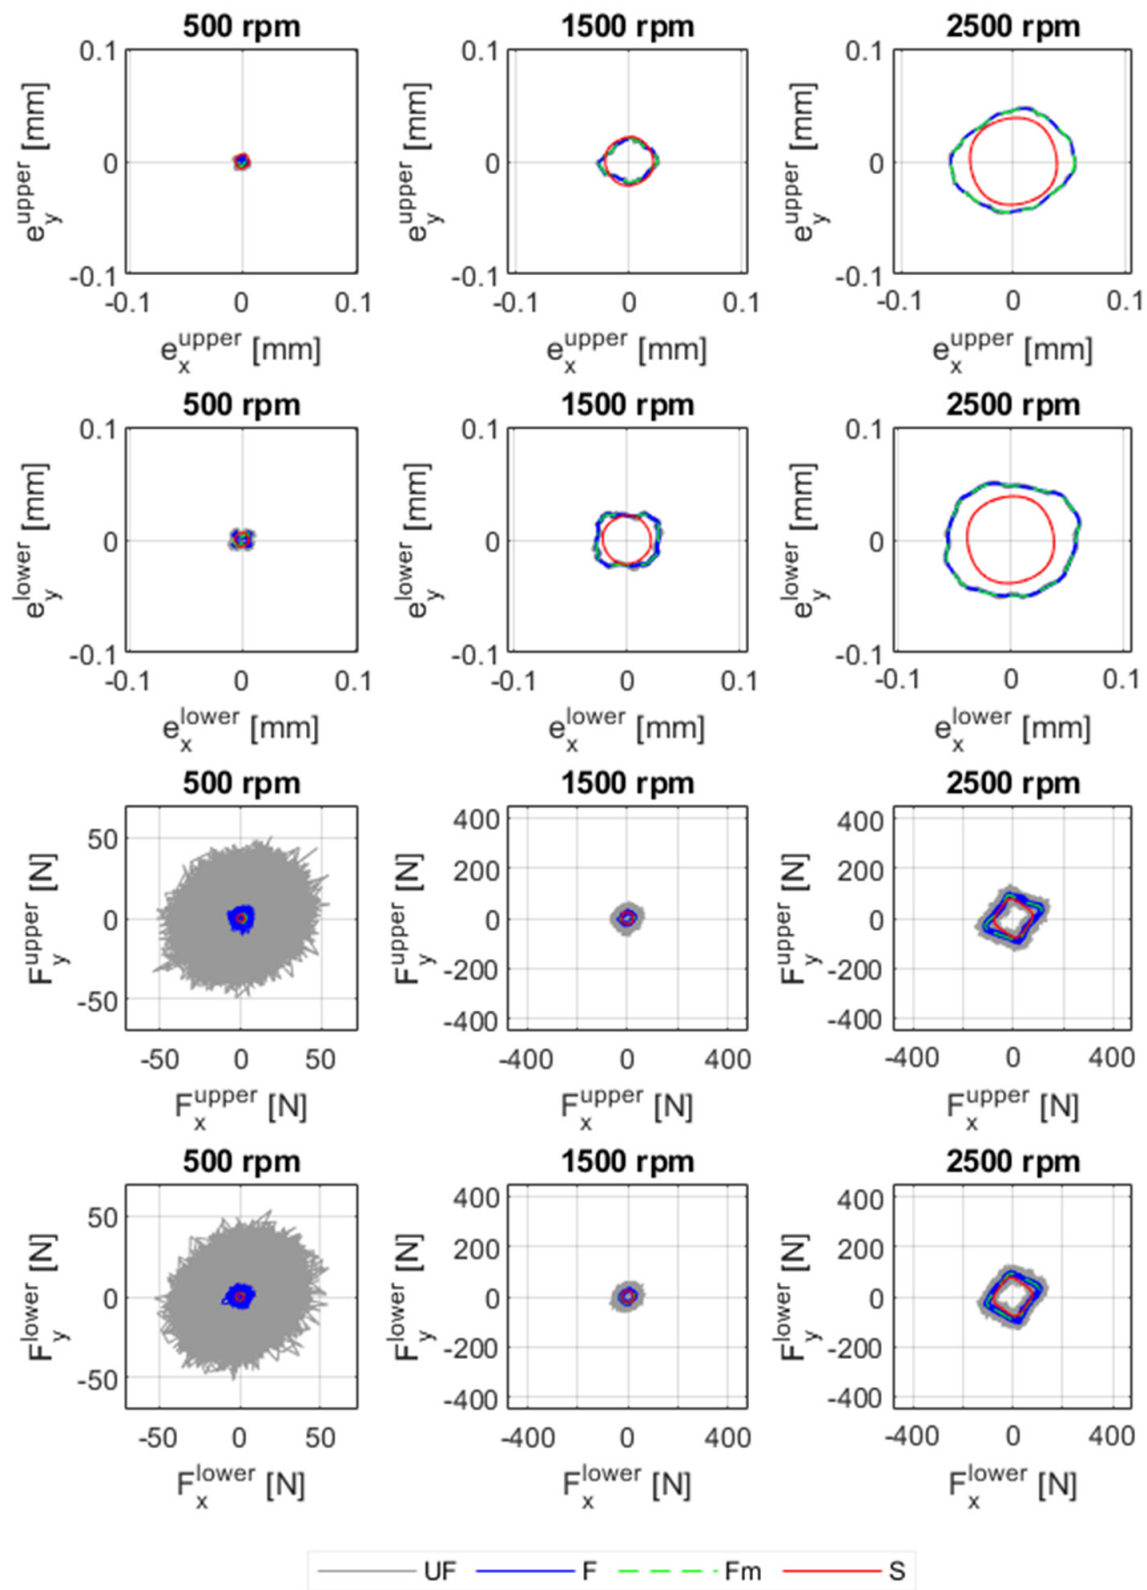 500 rpm 1500 rpm 2500 rpm
0.1 0.1 0.1
e_y^upper [mm] e_y^upper [mm] e_y^upper [mm]
0 0 0
-0.1 -0.1 -0.1
-0.1 0 0.1 -0.1 0 0.1 -0.1 0 0.1
e_x^upper [mm] e_x^upper [mm] e_x^upper [mm]
500 rpm 1500 rpm 2500 rpm
0.1 0.1 0.1
e_y^lower [mm] e_y^lower [mm] e_y^lower [mm]
0 0 0
-0.1 -0.1 -0.1
-0.1 0 0.1 -0.1 0 0.1 -0.1 0 0.1
e_x^lower [mm] e_x^lower [mm] e_x^lower [mm]
500 rpm 1500 rpm 2500 rpm
50 400 400
200 200
F_y^upper [N] F_y^upper [N] F_y^upper [N]
0 0 0
-200 -200
-50 -400 -400
-50 0 50 -400 0 400 -400 0 400
F_x^upper [N] F_x^upper [N] F_x^upper [N]
500 rpm 1500 rpm 2500 rpm
50 400 400
200 200
F_y^lower [N] F_y^lower [N] F_y^lower [N]
0 0 0
-200 -200
-50 -400 -400
-50 0 50 -400 0 400 -400 0 400
F_x^lower [N] F_x^lower [N] F_x^lower [N]
UF F Fm S